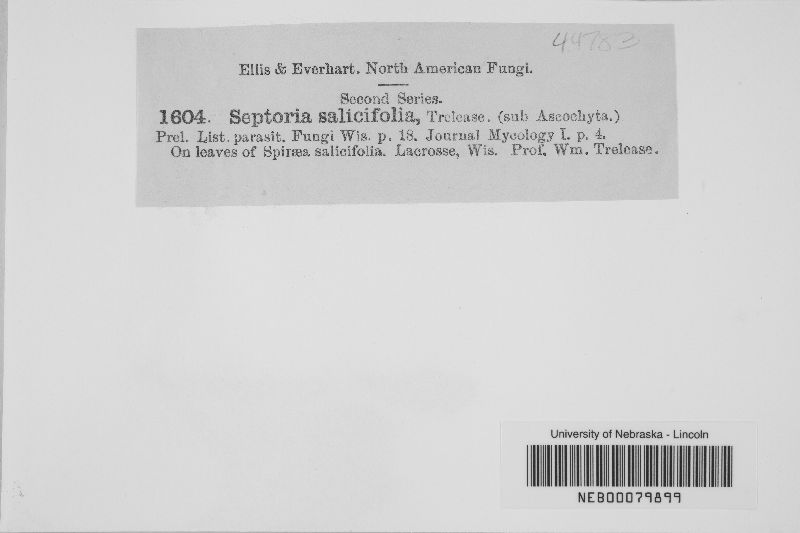 44783
Ellis & Everhart. North American Fungi.
Second Series.
1604. Septoria salicifolia, Trelease. (sub Ascochyta.)
Prel. List. parasit. Fungi Wis. p. 18. Journal Mycology I. p. 4.
On leaves of Spiræa salicifolia. Lacrosse, Wis. Prof. Wm. Trelease.
University of Nebraska - Lincoln
NEB00079899